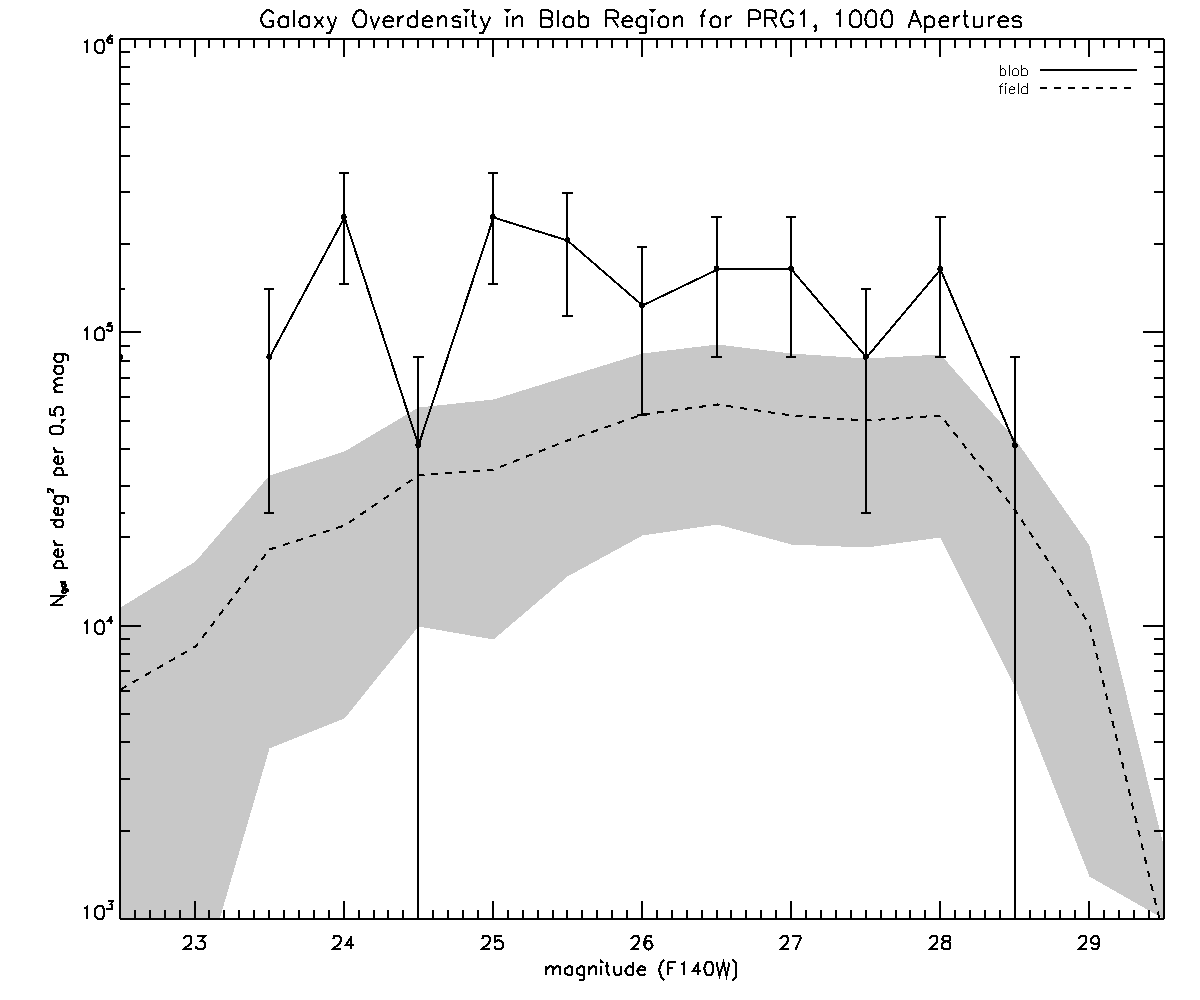 Galaxy Overdensity in Blob Region for PRG1, 1000 Apertures
10⁶
blob
field
10⁵
N_gal per deg² per 0.5 mag
10⁴
10³
23 24 25 26 27 28 29
magnitude (F140W)